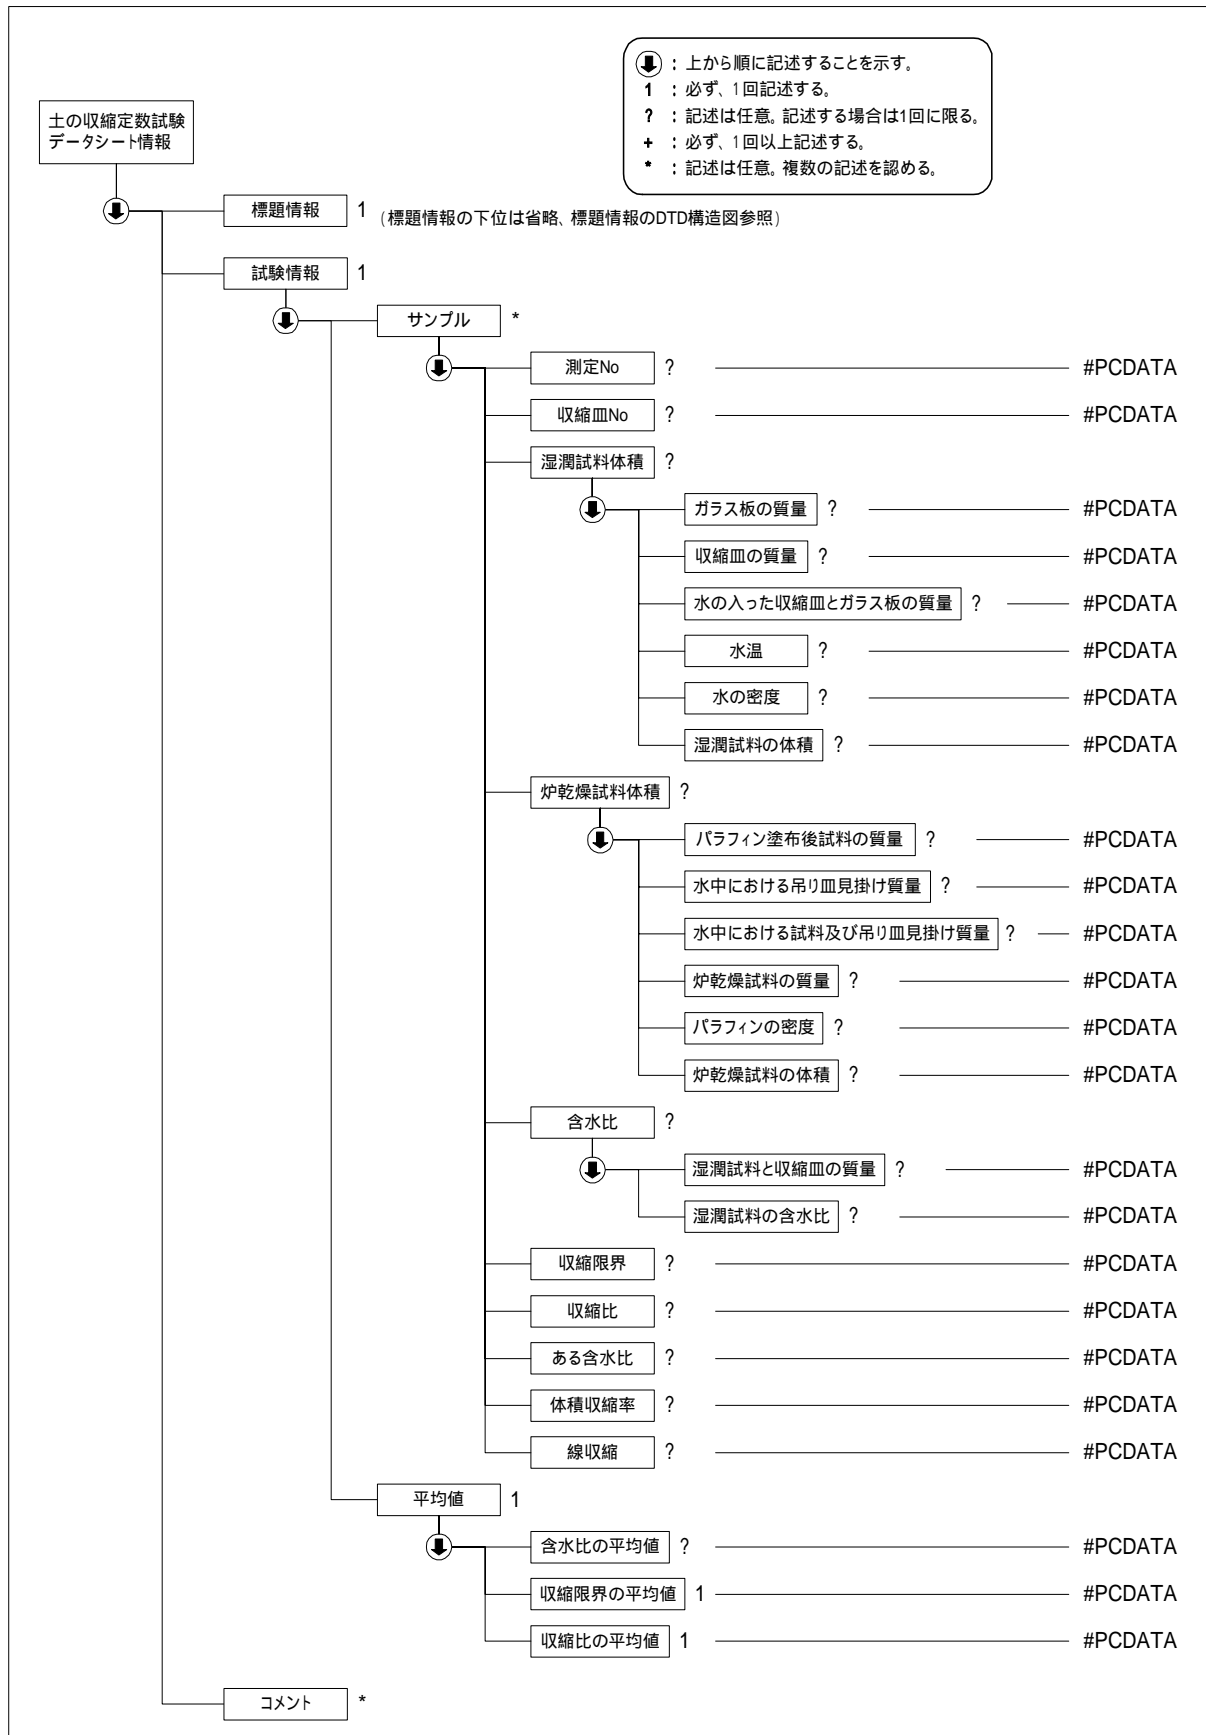 : 上から順に記述することを示す。
1 : 必ず、1回記述する。
? : 記述は任意。記述する場合は1回に限る。
+ : 必ず、1回以上記述する。
* : 記述は任意。複数の記述を認める。
土の収縮定数試験
データシート情報
標題情報 1 (標題情報の下位は省略、標題情報のDTD構造図参照)
試験情報 1
サンプル *
測定No ? #PCDATA
収縮皿No ? #PCDATA
湿潤試料体積 ?
ガラス板の質量 ? #PCDATA
収縮皿の質量 ? #PCDATA
水の入った収縮皿とガラス板の質量 ? #PCDATA
水温 ? #PCDATA
水の密度 ? #PCDATA
湿潤試料の体積 ? #PCDATA
炉乾燥試料体積 ?
パラフィン塗布後試料の質量 ? #PCDATA
水中における吊り皿見掛け質量 ? #PCDATA
水中における試料及び吊り皿見掛け質量 ? #PCDATA
炉乾燥試料の質量 ? #PCDATA
パラフィンの密度 ? #PCDATA
炉乾燥試料の体積 ? #PCDATA
含水比 ?
湿潤試料と収縮皿の質量 ? #PCDATA
湿潤試料の含水比 ? #PCDATA
収縮限界 ? #PCDATA
収縮比 ? #PCDATA
ある含水比 ? #PCDATA
体積収縮率 ? #PCDATA
線収縮 ? #PCDATA
平均値 1
含水比の平均値 ? #PCDATA
収縮限界の平均値 1 #PCDATA
収縮比の平均値 1 #PCDATA
コメント *